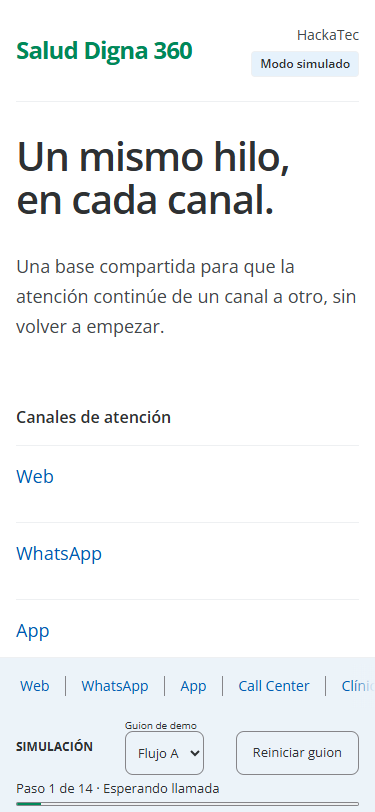 Salud Digna 360
HackaTec
Modo simulado
Un mismo hilo,
en cada canal.
Una base compartida para que la
atención continúe de un canal a otro, sin
volver a empezar.
Canales de atención
Web
WhatsApp
App
Web
WhatsApp
App
Call Center
Clíni
Guion de demo
SIMULACIÓN
Flujo A
Reiniciar guion
Paso 1 de 14 · Esperando llamada